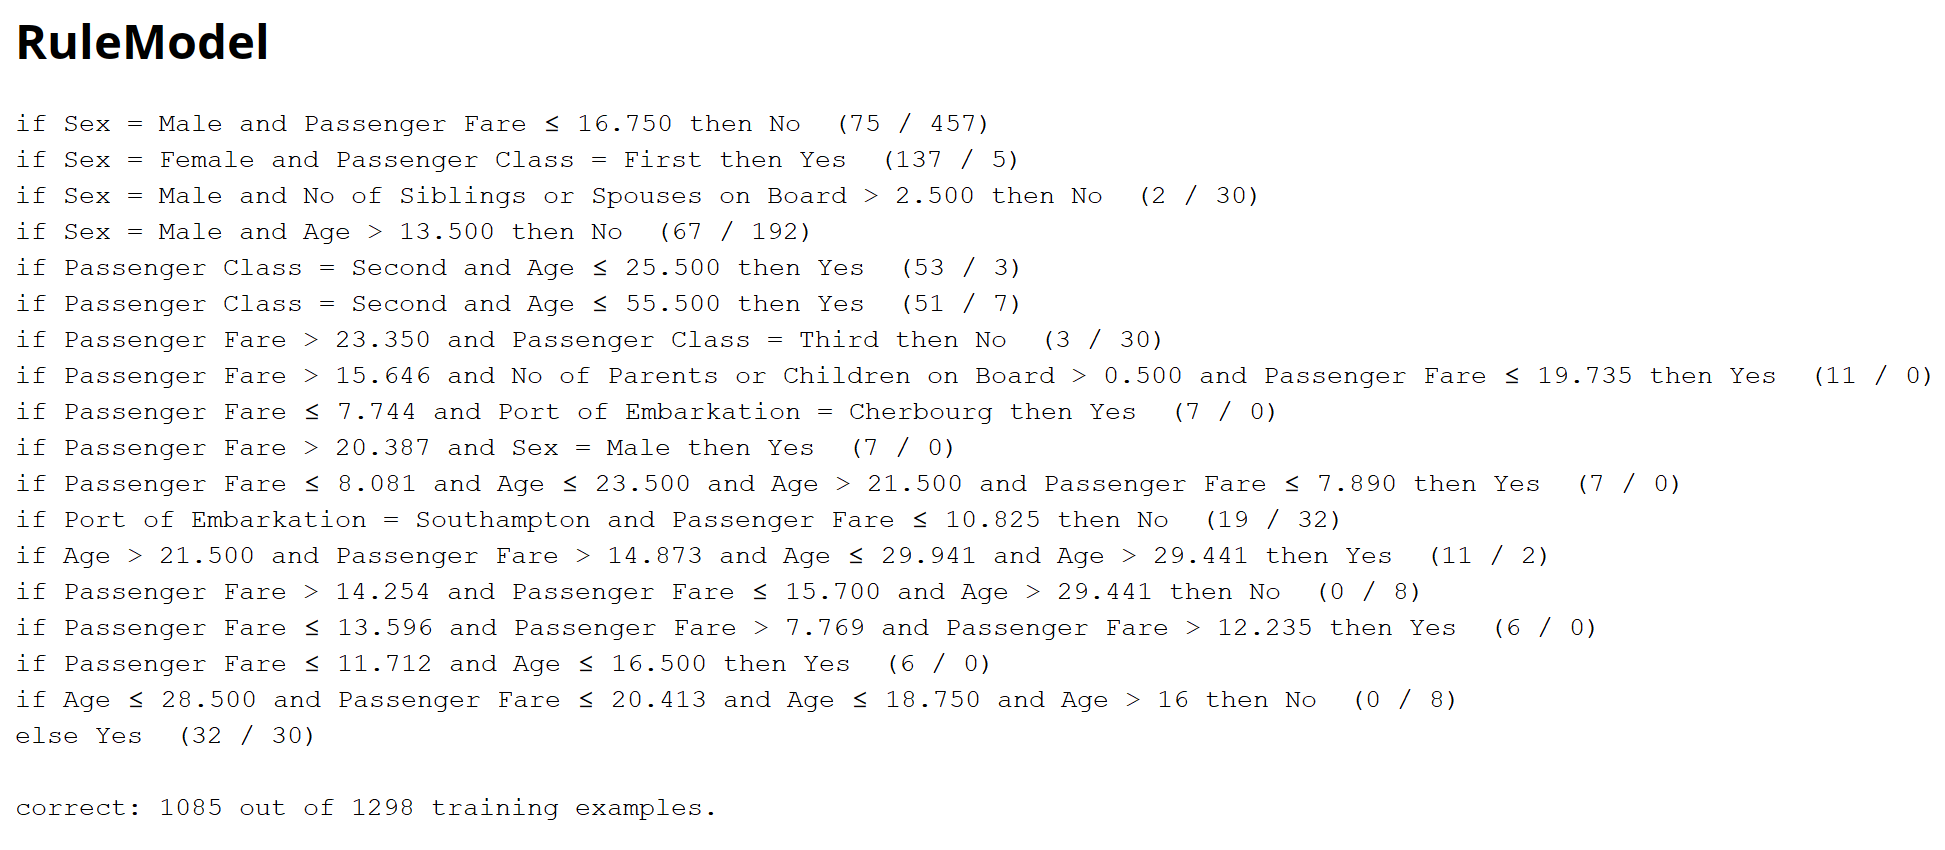 RuleModel
if Sex = Male and Passenger Fare ≤ 16.750 then No (75 / 457)
if Sex = Female and Passenger Class = First then Yes (137 / 5)
if Sex = Male and No of Siblings or Spouses on Board > 2.500 then No (2 / 30)
if Sex = Male and Age > 13.500 then No (67 / 192)
if Passenger Class = Second and Age ≤ 25.500 then Yes (53 / 3)
if Passenger Class = Second and Age ≤ 55.500 then Yes (51 / 7)
if Passenger Fare > 23.350 and Passenger Class = Third then No (3 / 30)
if Passenger Fare > 15.646 and No of Parents or Children on Board > 0.500 and Passenger Fare ≤ 19.735 then Yes (11 / 0)
if Passenger Fare ≤ 7.744 and Port of Embarkation = Cherbourg then Yes (7 / 0)
if Passenger Fare > 20.387 and Sex = Male then Yes (7 / 0)
if Passenger Fare ≤ 8.081 and Age ≤ 23.500 and Age > 21.500 and Passenger Fare ≤ 7.890 then Yes (7 / 0)
if Port of Embarkation = Southampton and Passenger Fare ≤ 10.825 then No (19 / 32)
if Age > 21.500 and Passenger Fare > 14.873 and Age ≤ 29.941 and Age > 29.441 then Yes (11 / 2)
if Passenger Fare > 14.254 and Passenger Fare ≤ 15.700 and Age > 29.441 then No (0 / 8)
if Passenger Fare ≤ 13.596 and Passenger Fare > 7.769 and Passenger Fare > 12.235 then Yes (6 / 0)
if Passenger Fare ≤ 11.712 and Age ≤ 16.500 then Yes (6 / 0)
if Age ≤ 28.500 and Passenger Fare ≤ 20.413 and Age ≤ 18.750 and Age > 16 then No (0 / 8)
else Yes (32 / 30)
correct: 1085 out of 1298 training examples.